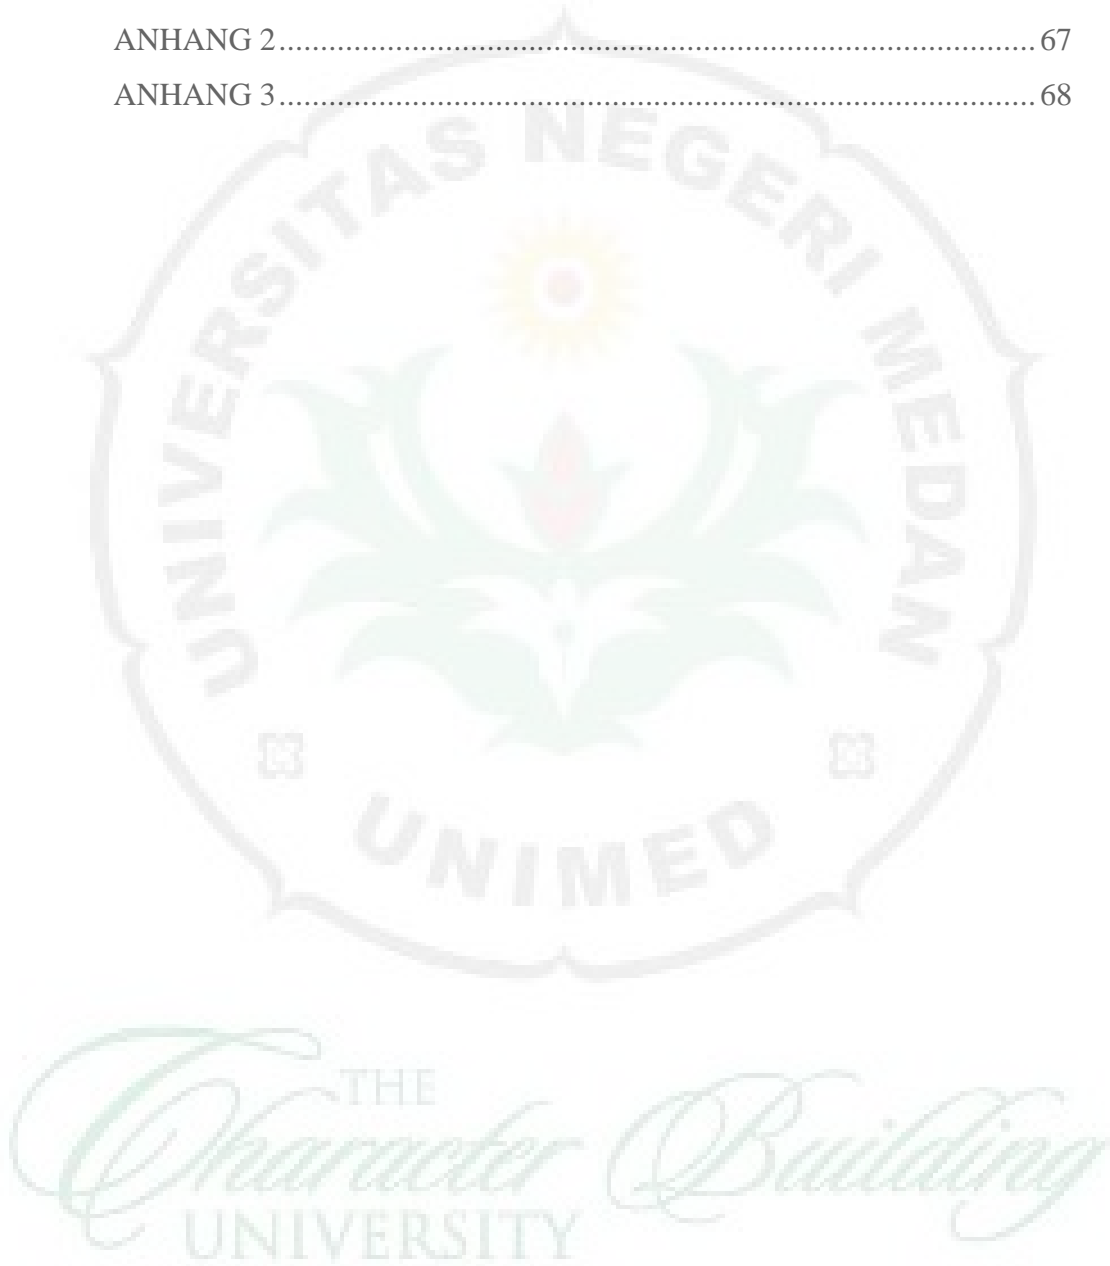 ANHANG 2........................................................................................... 67
ANHANG 3........................................................................................... 68
UNIVERSITAS NEGERI MEDAN
UNIMED
THE
Character Building
UNIVERSITY